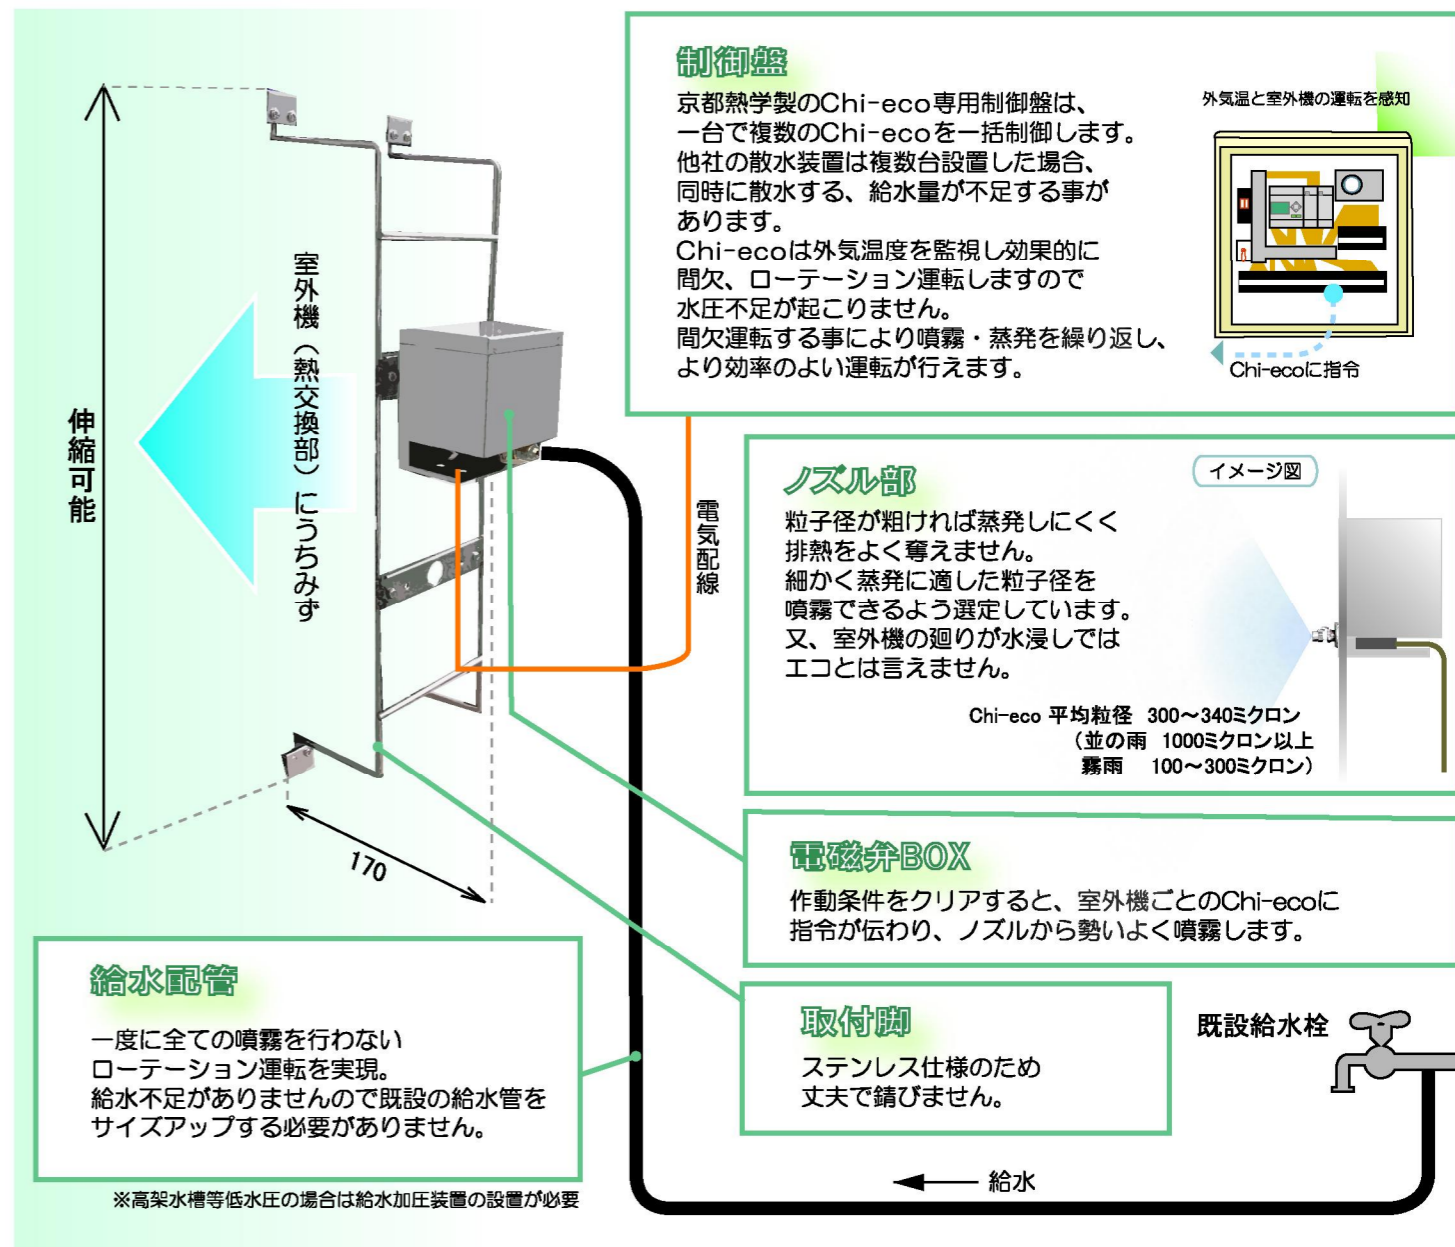 制御盤
京都熱学製のChi-eco専用制御盤は、
一台で複数のChi-ecoを一括制御します。
他社の散水装置は複数台設置した場合、
同時に散水する、給水量が不足する事が
あります。
Chi-ecoは外気温度を監視し効果的に
間欠、ローテーション運転しますので
水圧不足が起こりません。
間欠運転する事により噴霧・蒸発を繰り返し、
より効率のよい運転が行えます。
外気温と室外機の運転を感知
Chi-ecoに指令
伸縮可能
室外機（熱交換部）にうちみず
電気配線
170
ノズル部
イメージ図
粒子径が粗ければ蒸発しにくく
排熱をよく奪えません。
細かく蒸発に適した粒子径を
噴霧できるよう選定しています。
又、室外機の廻りが水浸しでは
エコとは言えません。
Chi-eco 平均粒径 300～340ミクロン
（並の雨 1000ミクロン以上
霧雨 100～300ミクロン）
電磁弁BOX
作動条件をクリアすると、室外機ごとのChi-ecoに
指令が伝わり、ノズルから勢いよく噴霧します。
給水配管
一度に全ての噴霧を行わない
ローテーション運転を実現。
給水不足がありませんので既設の給水管を
サイズアップする必要がありません。
※高架水槽等低水圧の場合は給水加圧装置の設置が必要
取付脚
ステンレス仕様のため
丈夫で錆びません。
既設給水栓
給水